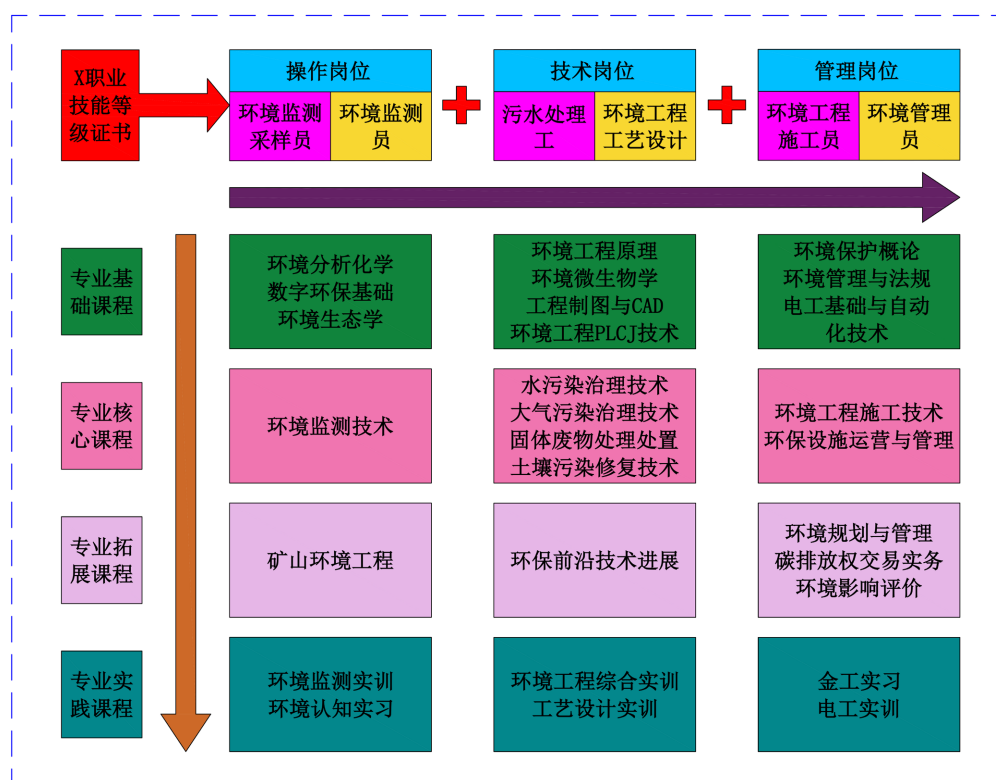 X职业
技能等
级证书
操作岗位
环境监测
采样员
环境监测
员
技术岗位
污水处理
工
环境工程
工艺设计
管理岗位
环境工程
施工员
环境管理
员
专业基
础课程
环境分析化学
数字环保基础
环境生态学
环境工程原理
环境微生物学
工程制图与CAD
环境工程PLCJ技术
环境保护概论
环境管理与法规
电工基础与自动
化技术
专业核
心课程
环境监测技术
水污染治理技术
大气污染治理技术
固体废物处理处置
土壤污染修复技术
环境工程施工技术
环保设施运营与管理
专业拓
展课程
矿山环境工程
环保前沿技术进展
环境规划与管理
碳排放权交易实务
环境影响评价
专业实
践课程
环境监测实训
环境认知实习
环境工程综合实训
工艺设计实训
金工实习
电工实训